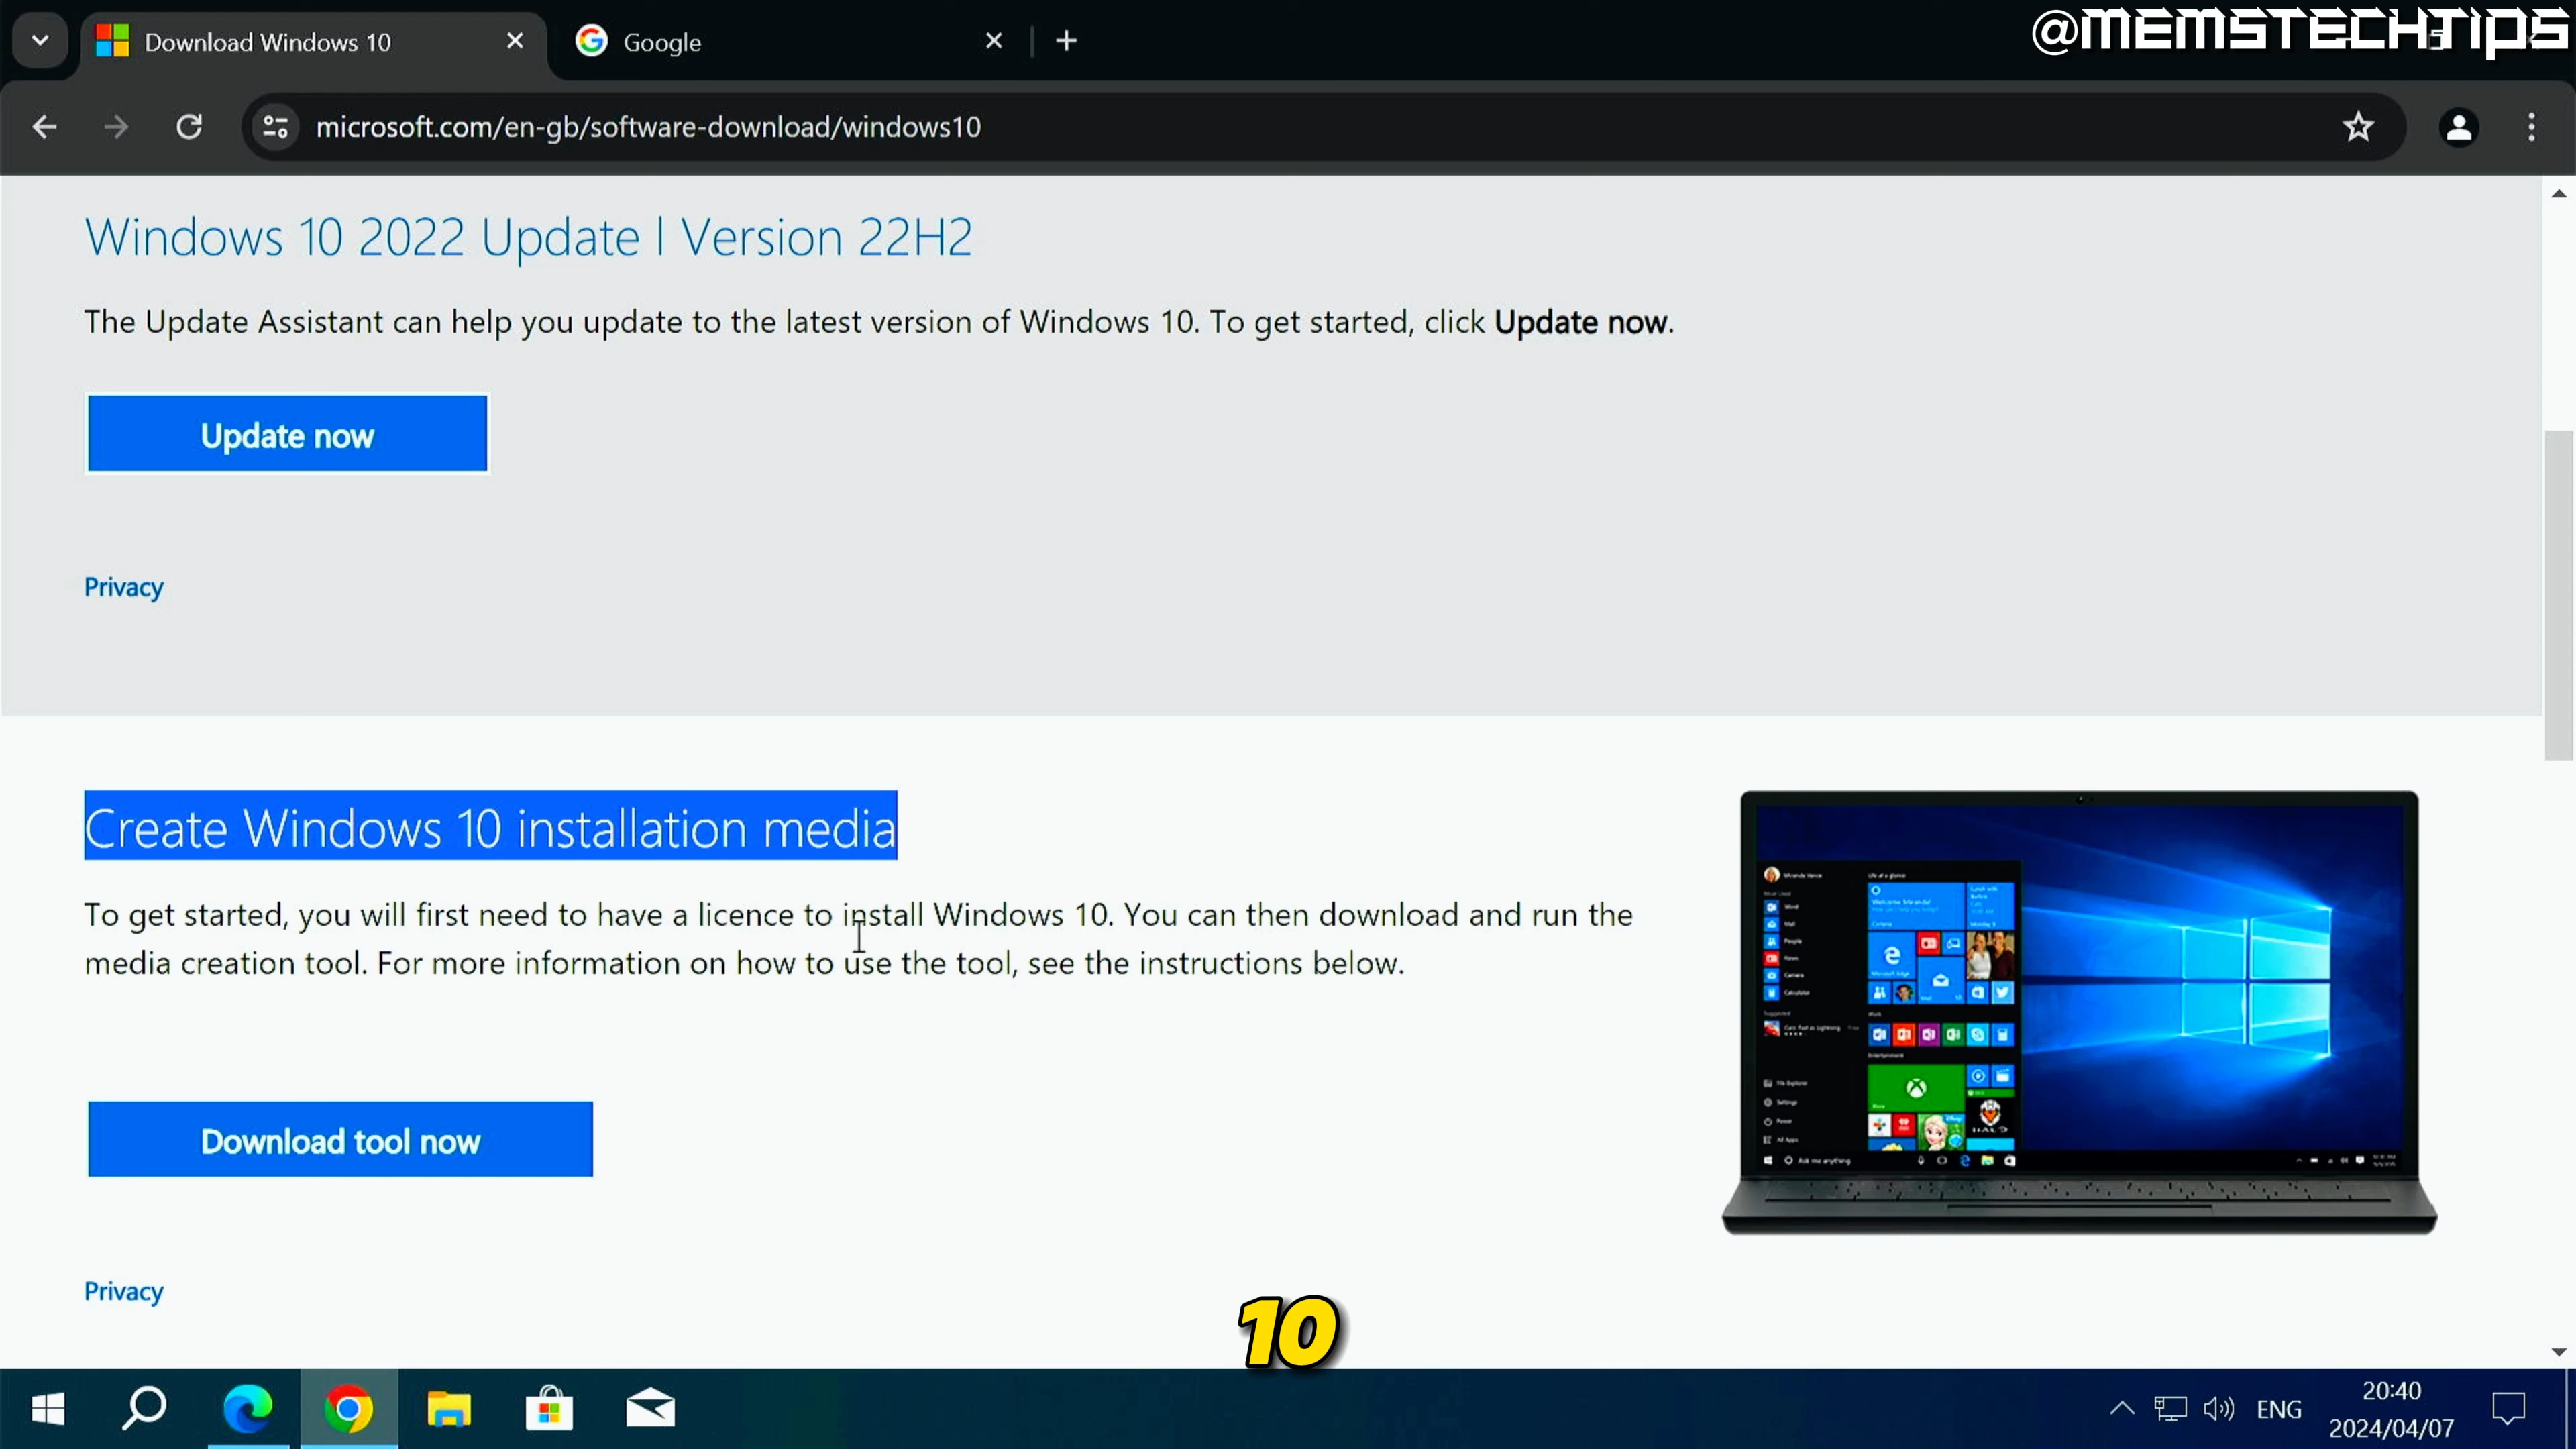 @MEMSTECHTIPS
Download Windows 10
Google
microsoft.com/en-gb/software-download/windows10
Windows 10 2022 Update | Version 22H2
The Update Assistant can help you update to the latest version of Windows 10. To get started, click Update now.
Update now
Privacy
Create Windows 10 installation media
To get started, you will first need to have a licence to install Windows 10. You can then download and run the
media creation tool. For more information on how to use the tool, see the instructions below.
Download tool now
Privacy
10
ENG
20:40
2024/04/07